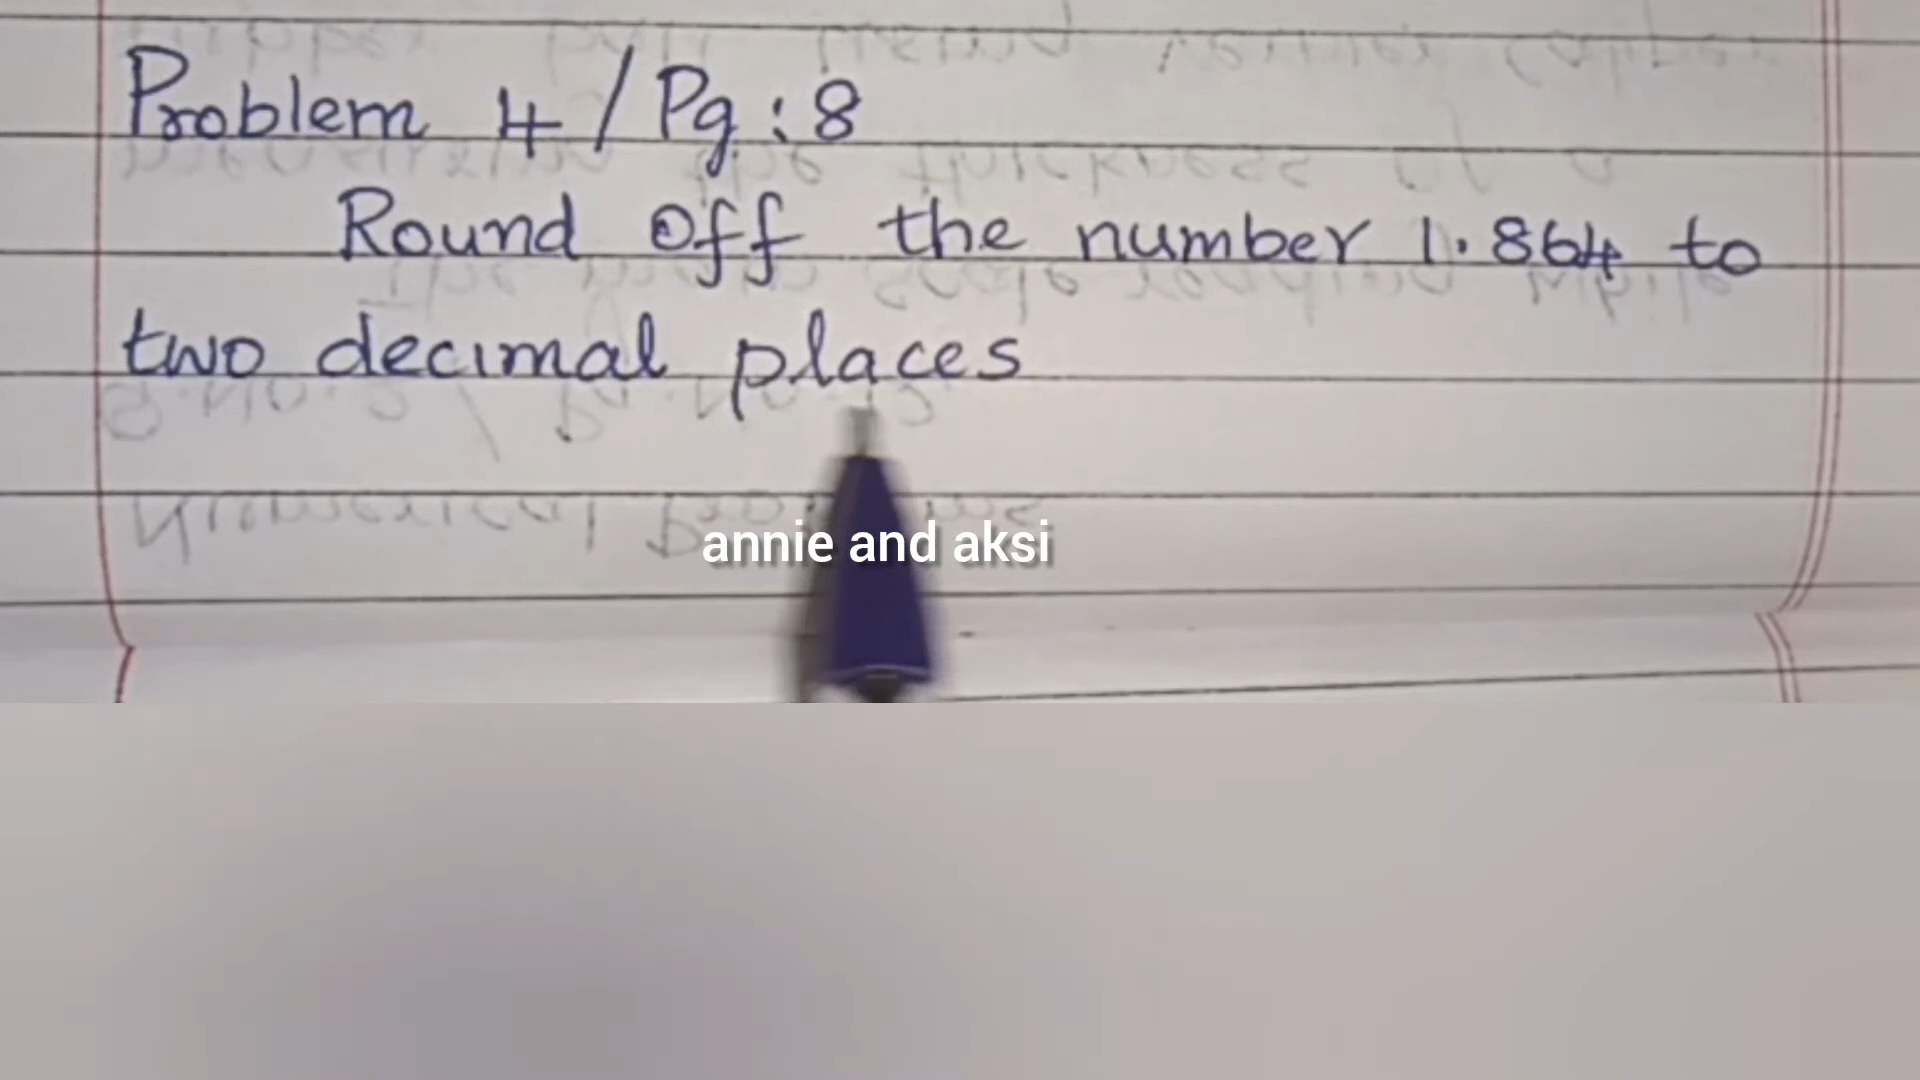 Problem 4 / Pg : 8
Round off the number 1.864 to
two decimal places
annie and aksi